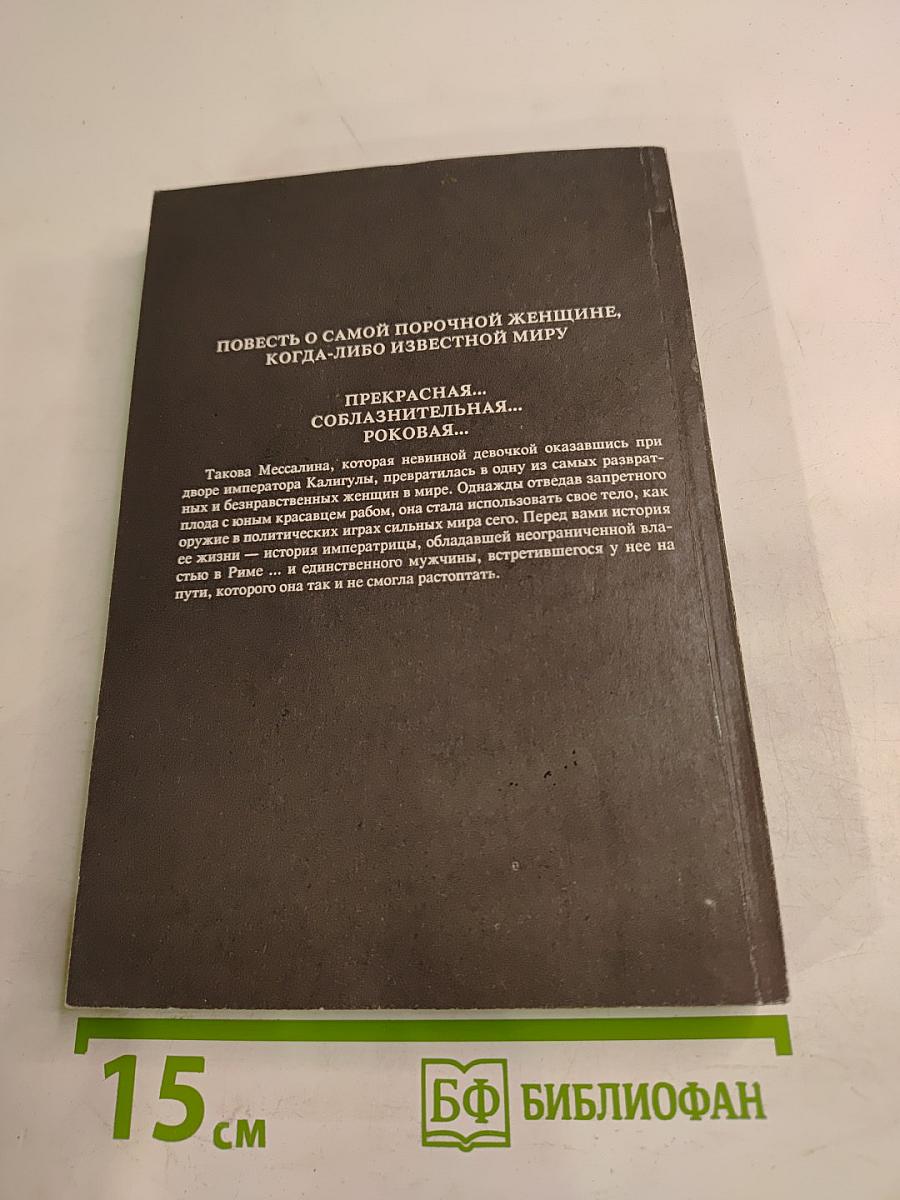 ПОВЕСТЬ О САМОЙ ПОРОЧНОЙ ЖЕНЩИНЕ,
КОГДА-ЛИБО ИЗВЕСТНОЙ МИРУ
ПРЕКРАСНАЯ...
СОБЛАЗНИТЕЛЬНАЯ...
РОКОВАЯ...
Такова Мессалина, которая невинной девочкой оказавшись при
дворе императора Калигулы, превратилась в одну из самых разврат-
ных и безнравственных женщин в мире. Однажды отведав запретного
плода с юным красавцем рабом, она стала использовать свое тело, как
оружие в политических играх сильных мира сего. Перед вами история
ее жизни — история императрицы, обладавшей неограниченной вла-
стью в Риме ... и единственного мужчины, встретившегося у нее на
пути, которого она так и не смогла растоптать.
15 см
БФ БИБЛИОФАН